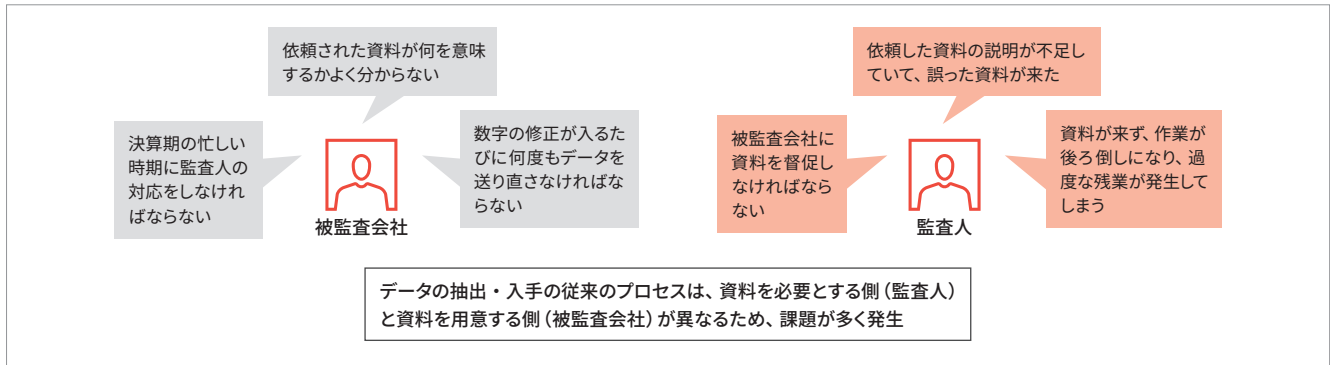 依頼された資料が何を意味
するかよく分からない
決算期の忙しい
時期に監査人の
対応をしなけれ
ばならない
数字の修正が入るた
びに何度もデータを
送り直さなければな
らない
被監査会社
依頼した資料の説明が不足し
ていて、誤った資料が来た
被監査会社に
資料を督促し
なければなら
ない
資料が来ず、作業が
後ろ倒しになり、過
度な残業が発生して
しまう
監査人
データの抽出・入手の従来のプロセスは、資料を必要とする側（監査人）
と資料を用意する側（被監査会社）が異なるため、課題が多く発生